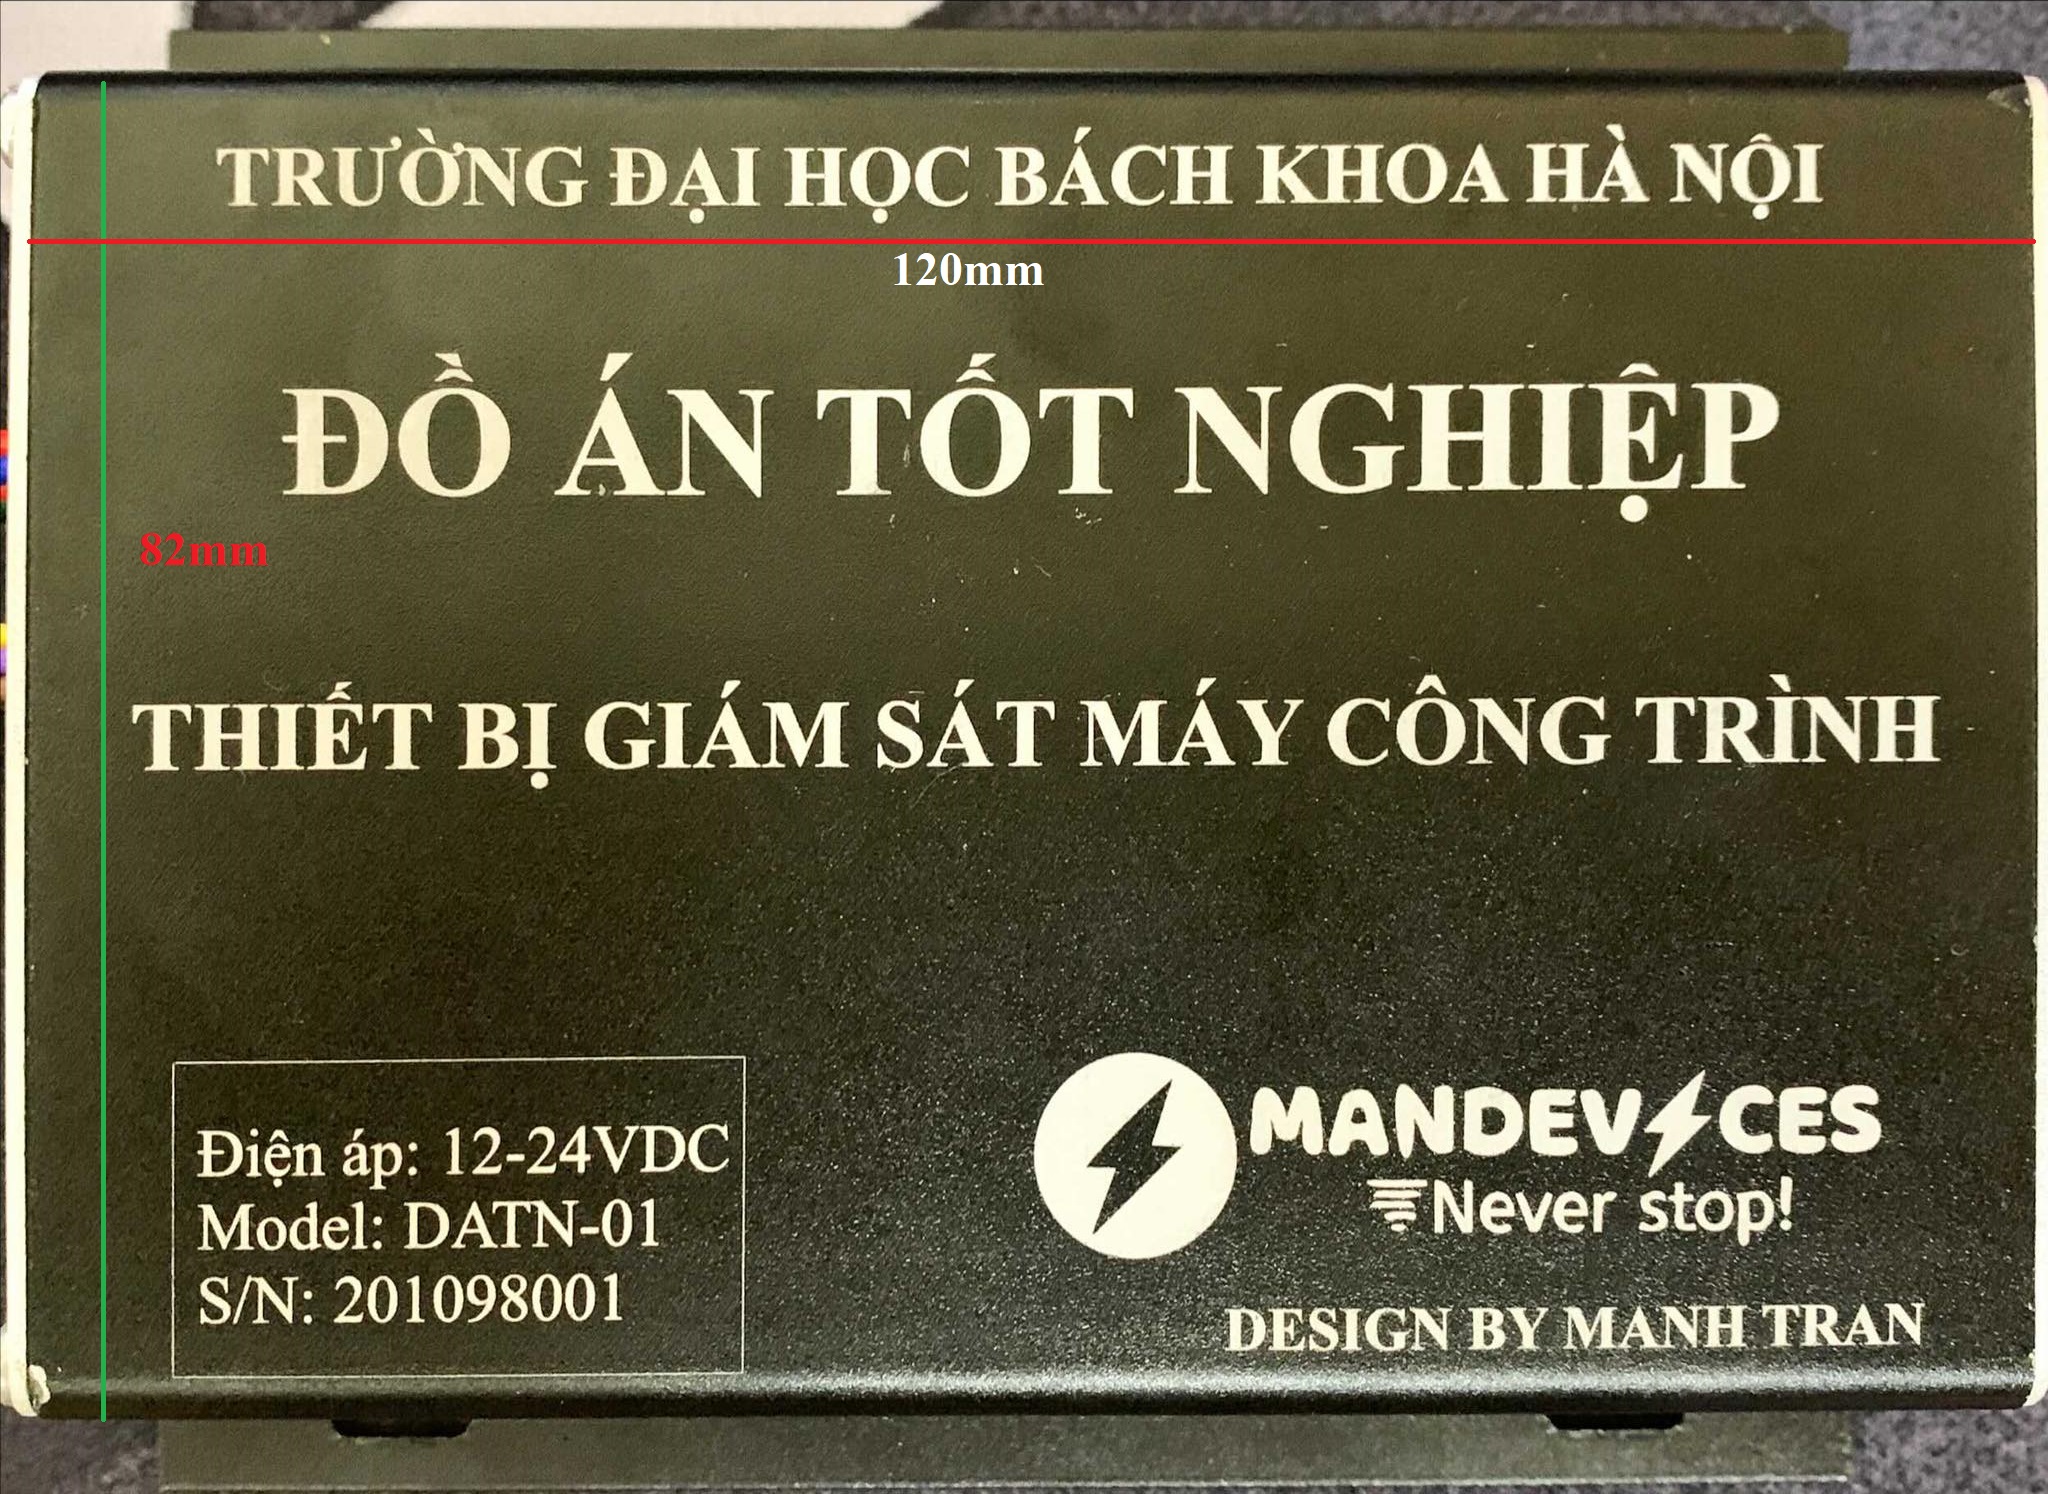 TRƯỜNG ĐẠI HỌC BÁCH KHOA HÀ NỘI
120mm
ĐỒ ÁN TỐT NGHIỆP
82mm
THIẾT BỊ GIÁM SÁT MÁY CÔNG TRÌNH
Điện áp: 12-24VDC
Model: DATN-01
S/N: 201098001
MANDEVICES
Never stop!
DESIGN BY MANH TRAN